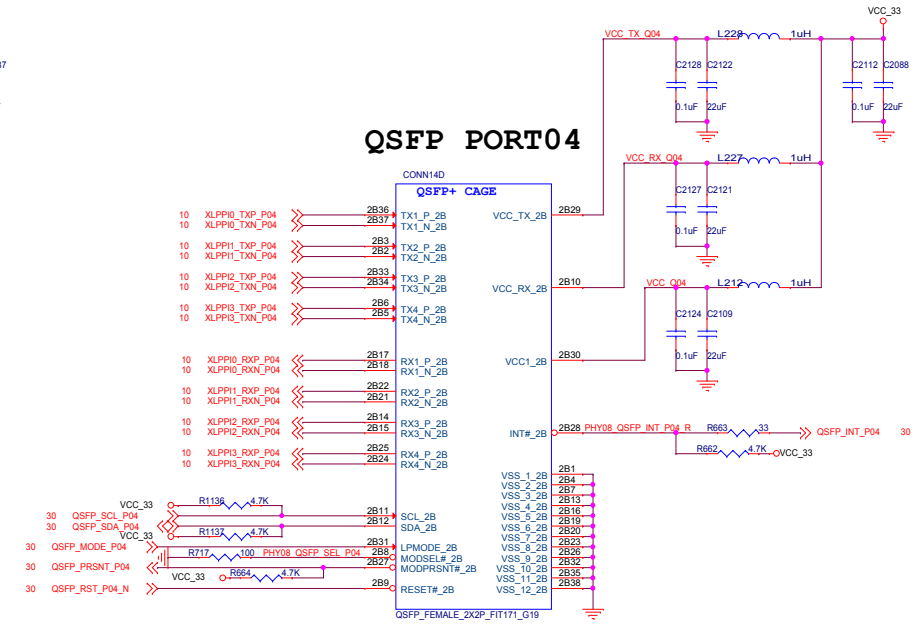 VCC_33
37
VCC_TX_Q04 L228 1uH
C2128 C2122 C2112 C2088
0.1uF 22uF 0.1uF 22uF
QSFP PORT04
VCC_RX_Q04 L227 1uH
CONN14D
QSFP+ CAGE
C2127 C2121
0.1uF 22uF
10 XLPPI0_TXP_P04 2B36 TX1_P_2B VCC_TX_2B 2B29
10 XLPPI0_TXN_P04 2B37 TX1_N_2B
10 XLPPI1_TXP_P04 2B3 TX2_P_2B
10 XLPPI1_TXN_P04 2B2 TX2_N_2B
10 XLPPI2_TXP_P04 2B33 TX3_P_2B
10 XLPPI2_TXN_P04 2B34 TX3_N_2B VCC_RX_2B 2B10
VCC_Q04 L212 1uH
10 XLPPI3_TXP_P04 2B6 TX4_P_2B
10 XLPPI3_TXN_P04 2B5 TX4_N_2B
C2124 C2109
0.1uF 22uF
10 XLPPI0_RXP_P04 2B17 RX1_P_2B VCC1_2B 2B30
10 XLPPI0_RXN_P04 2B18 RX1_N_2B
10 XLPPI1_RXP_P04 2B22 RX2_P_2B
10 XLPPI1_RXN_P04 2B21 RX2_N_2B
10 XLPPI2_RXP_P04 2B14 RX3_P_2B
10 XLPPI2_RXN_P04 2B15 RX3_N_2B INT#_2B 2B28 PHY08_QSFP_INT_P04_R R663 33 QSFP_INT_P04 30
10 XLPPI3_RXP_P04 2B25 RX4_P_2B
10 XLPPI3_RXN_P04 2B24 RX4_N_2B
R662 4.7K VCC_33
VSS_1_2B 2B1
VSS_2_2B 2B4
VSS_3_2B 2B7
VSS_4_2B 2B13
VSS_5_2B 2B16
VSS_6_2B 2B19
VSS_7_2B 2B20
VSS_8_2B 2B23
VSS_9_2B 2B26
VSS_10_2B 2B32
VSS_11_2B 2B35
VSS_12_2B 2B38
VCC_33 R1136 4.7K
30 QSFP_SCL_P04 2B11 SCL_2B
30 QSFP_SDA_P04 2B12 SDA_2B
VCC_33 R1137 4.7K
30 QSFP_MODE_P04 2B31 LPMODE_2B
R717 100 PHY08_QSFP_SEL_P04 2B8 MODSEL#_2B
30 QSFP_PRSNT_P04 2B27 MODPRSNT#_2B
VCC_33 R664 4.7K
30 QSFP_RST_P04_N 2B9 RESET#_2B
QSFP_FEMALE_2X2P_FIT171_G19